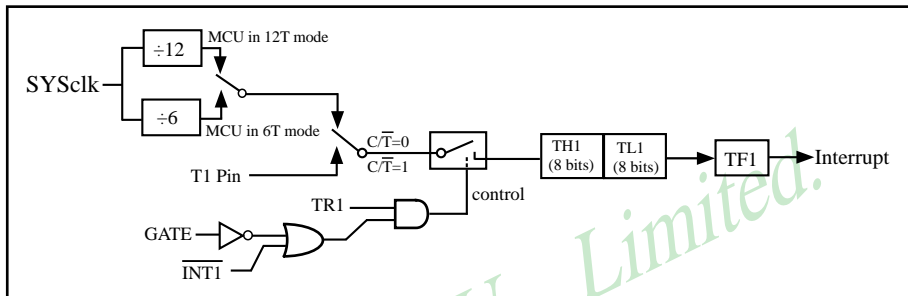 ÷12
MCU in 12T mode
SYSclk
÷6
MCU in 6T mode
C/T̅=0
C/T̅=1
T1 Pin
TH1
(8 bits)
TL1
(8 bits)
TF1
Interrupt
control
TR1
GATE
I̅N̅T̅1̅
Limited.